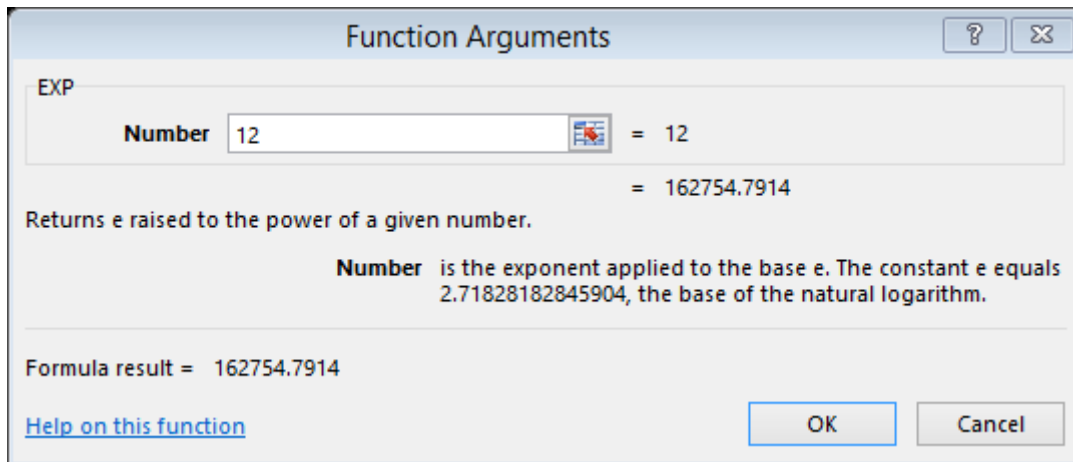 Function Arguments
EXP
Number 12 = 12
= 162754.7914
Returns e raised to the power of a given number.
Number is the exponent applied to the base e. The constant e equals
2.71828182845904, the base of the natural logarithm.
Formula result = 162754.7914
Help on this function
OK Cancel